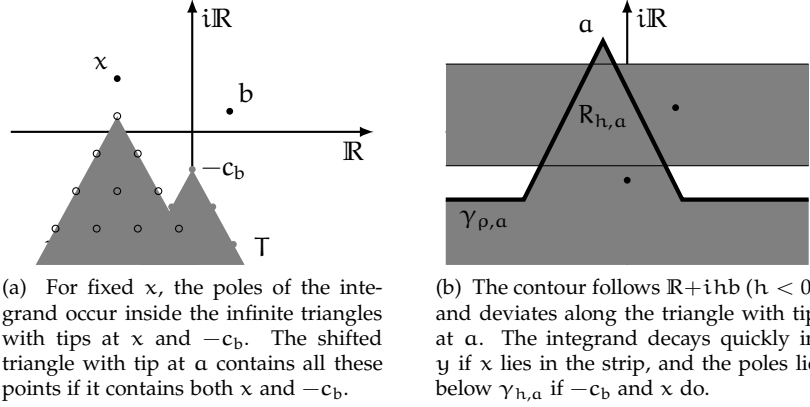 iℝ
x
b
ℝ
−c_b
T
(a) For fixed x, the poles of the inte-
grand occur inside the infinite triangles
with tips at x and −c_b. The shifted
triangle with tip at a contains all these
points if it contains both x and −c_b.
a
iℝ
R_{h,a}
γ_{ρ,a}
(b) The contour follows ℝ+ihb (h < 0
and deviates along the triangle with tip
at a. The integrand decays quickly in
y if x lies in the strip, and the poles lie
below γ_{h,a} if −c_b and x do.